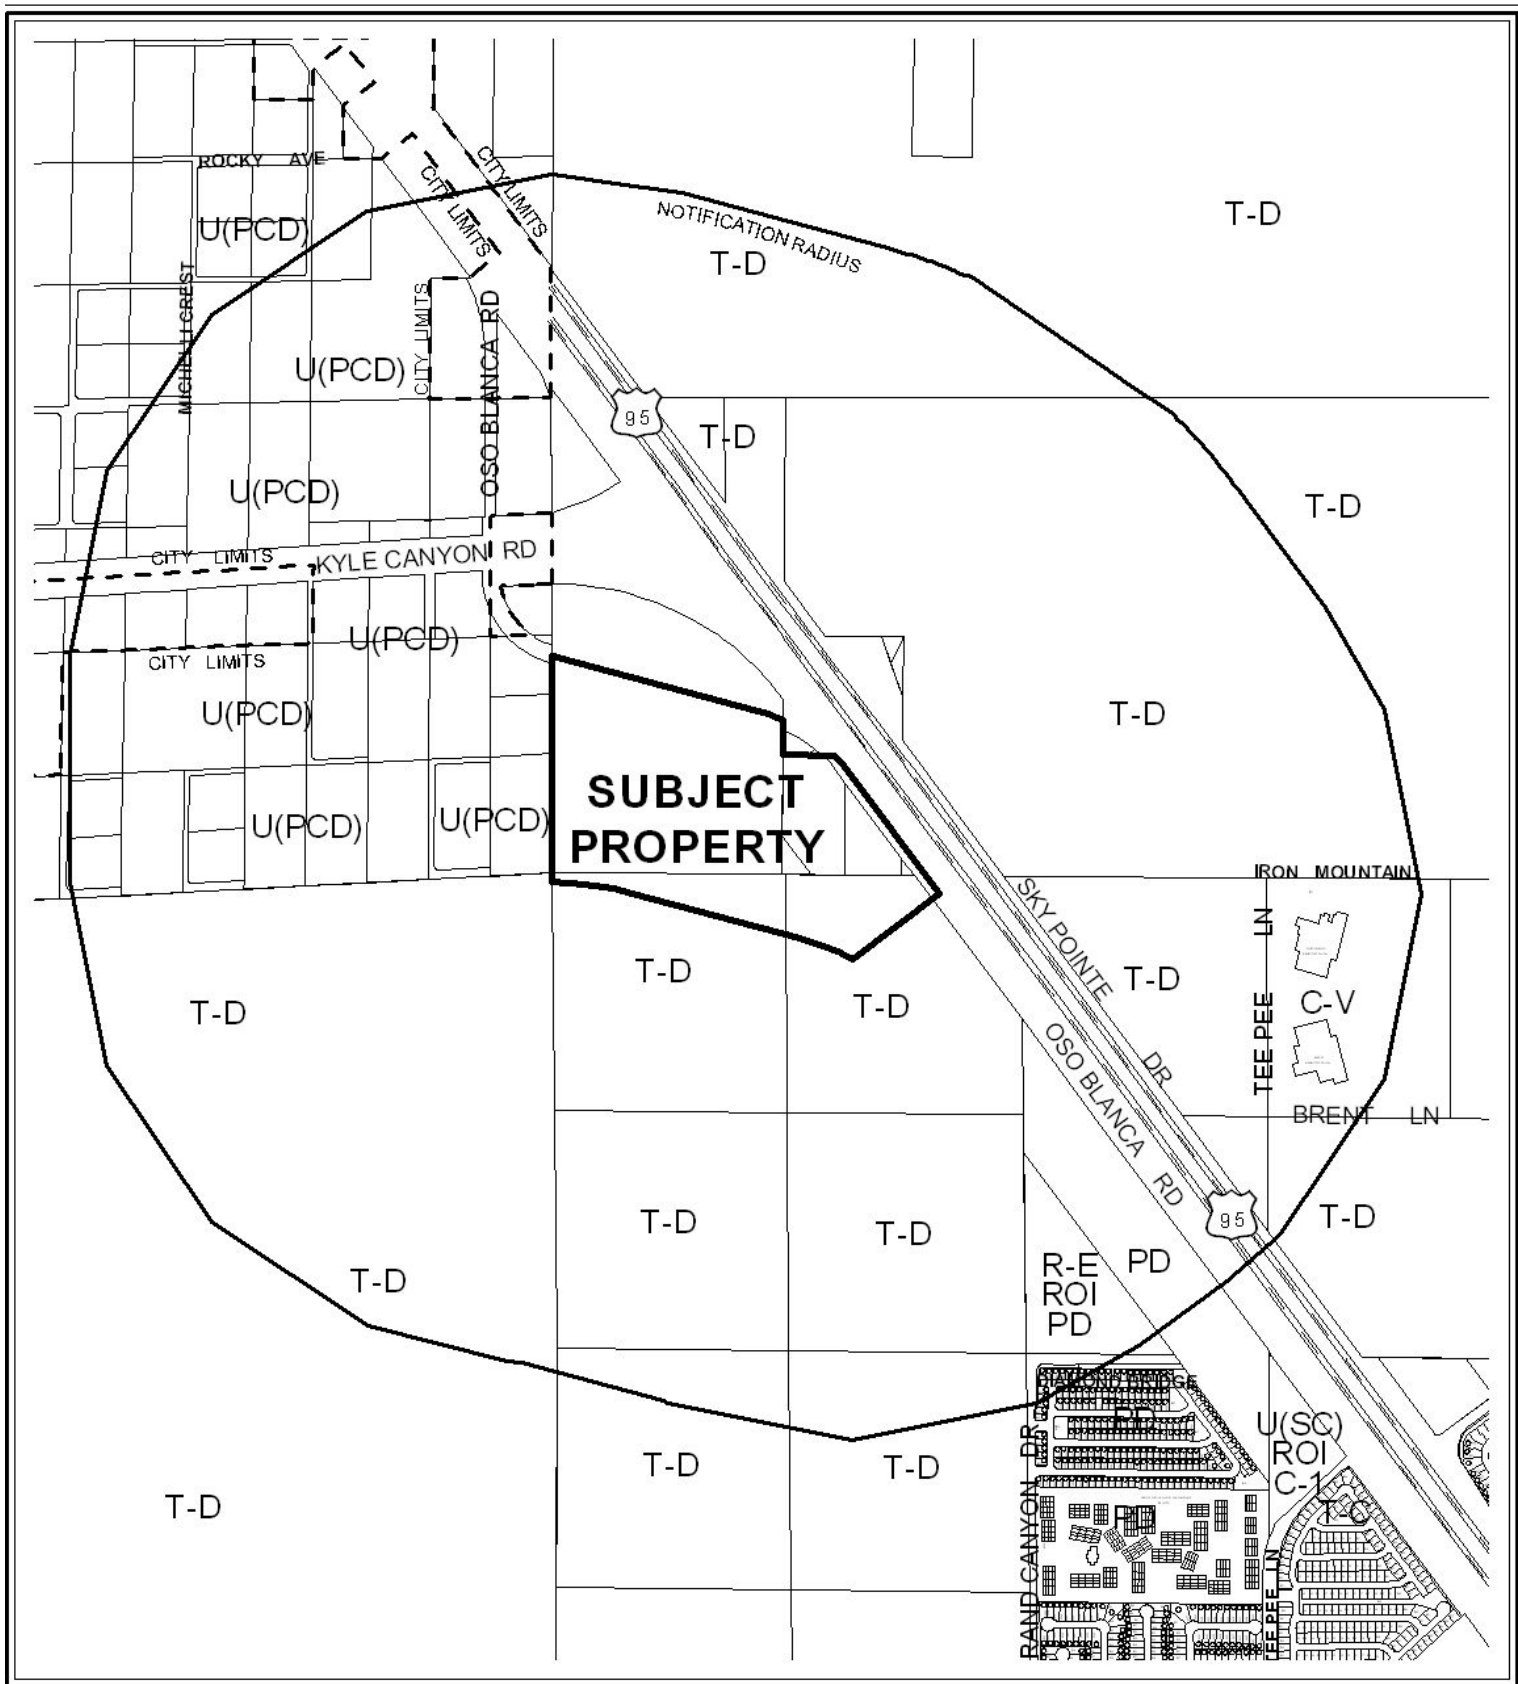 ROCKY AVE
CITY LIMITS
CITY LIMITS
NOTIFICATION RADIUS
T-D
U(PCD)
T-D
MICHELLI CREST
CITY LIMITS
OSO BLANCA RD
U(PCD)
95
T-D
U(PCD)
T-D
CITY LIMITS
KYLE CANYON RD
U(PCD)
CITY LIMITS
U(PCD)
T-D
SUBJECT
PROPERTY
U(PCD)
U(PCD)
IRON MOUNTAIN
SKY POINTE DR
TEE PEE LN
T-D
T-D
T-D
C-V
T-D
OSO BLANCA RD
BRENT LN
T-D
T-D
95
T-D
R-E
ROI
PD
PD
T-D
DIAMOND BRIDGE
PD
U(SC)
ROI
C-1
T-C
T-D
T-D
T-D
PD
RAND CANYON DR
TEE PEE LN